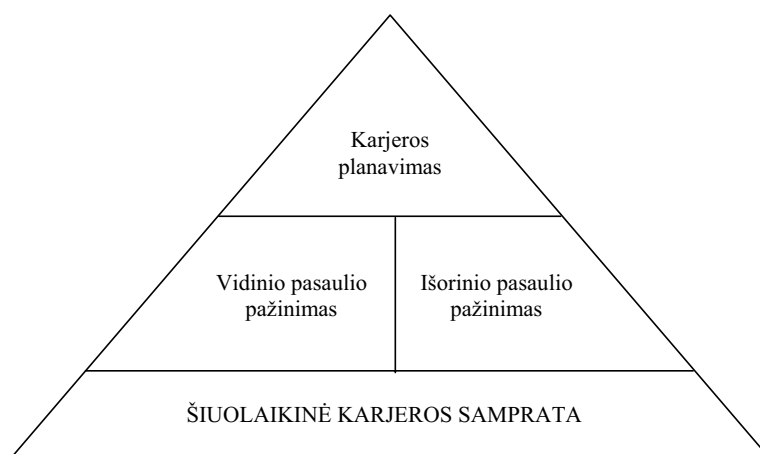 Karjeros
planavimas
Vidinio pasaulio
pažinimas
Išorinio pasaulio
pažinimas
ŠIUOLAIKINĖ KARJEROS SAMPRATA